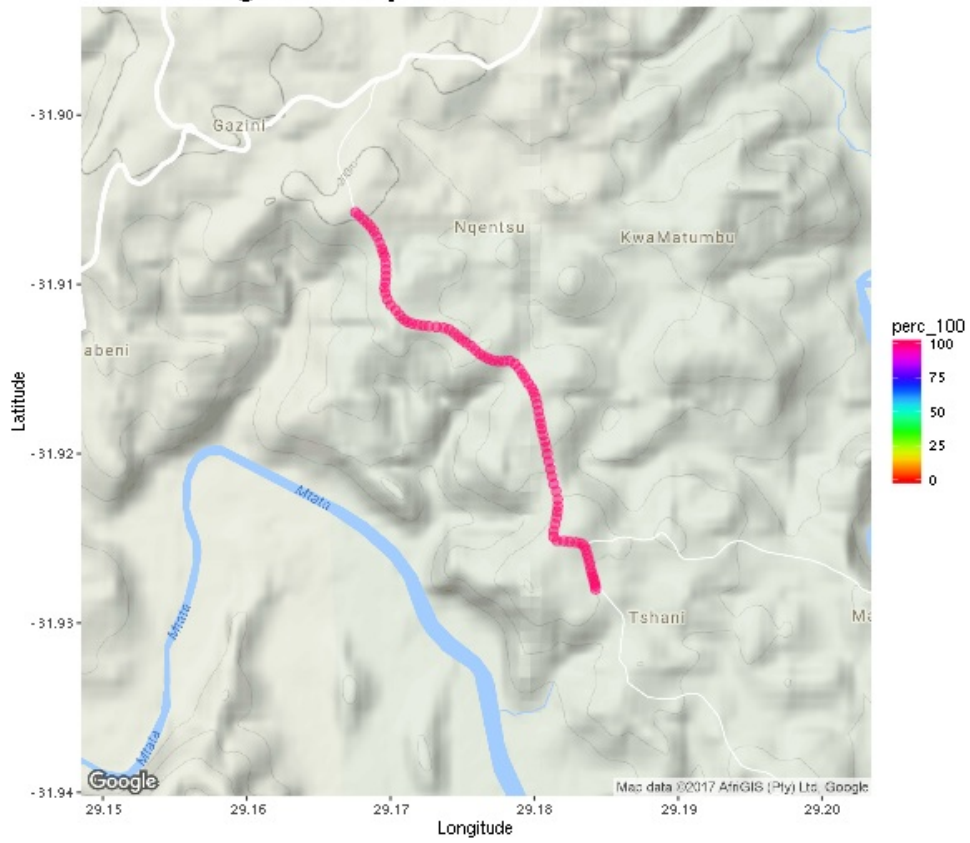 -31.90
Gazini
Nqentsu
KwaMatumbu
-31.91
abeni
perc_100
100
75
50
25
0
Latitude
-31.92
Mtata
-31.93
Mtata
Tshani
Ma
Mtata
Google
Map data ©2017 AfriGIS (Pty) Ltd, Google
-31.94
29.15
29.16
29.17
29.18
29.19
29.20
Longitude